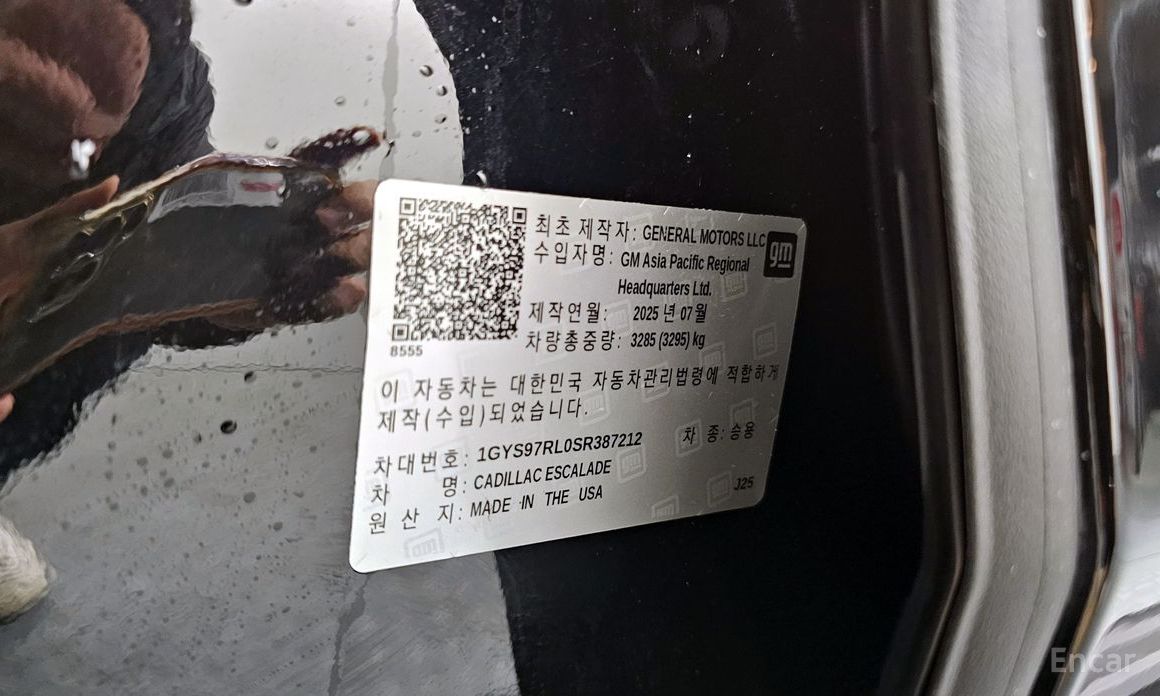 최초 제작자: GENERAL MOTORS LLC
gm
수입자명: GM Asia Pacific Regional
Headquarters Ltd.
제작연월: 2025 년 07월
차량총중량: 3285 (3295) kg
8555
이 자동차는 대한민국 자동차관리법령에 적합하게
제작(수입)되었습니다.
차대번호: 1GYS97RL0SR387212 차 종: 승용
차 명: CADILLAC ESCALADE
원 산 지: MADE IN THE USA
J25
Encar